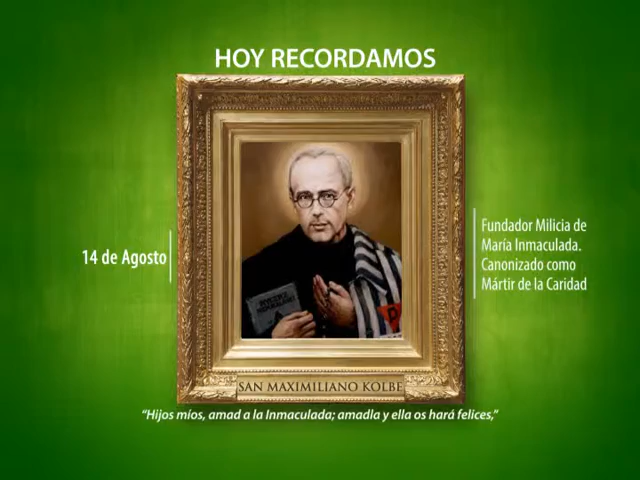 HOY RECORDAMOS
14 de Agosto
Fundador Milicia de
María Inmaculada.
Canonizado como
Mártir de la Caridad
P
SAN MAXIMILIANO KOLBE
“Hijos míos, amad a la Inmaculada; amadla y ella os hará felices,”